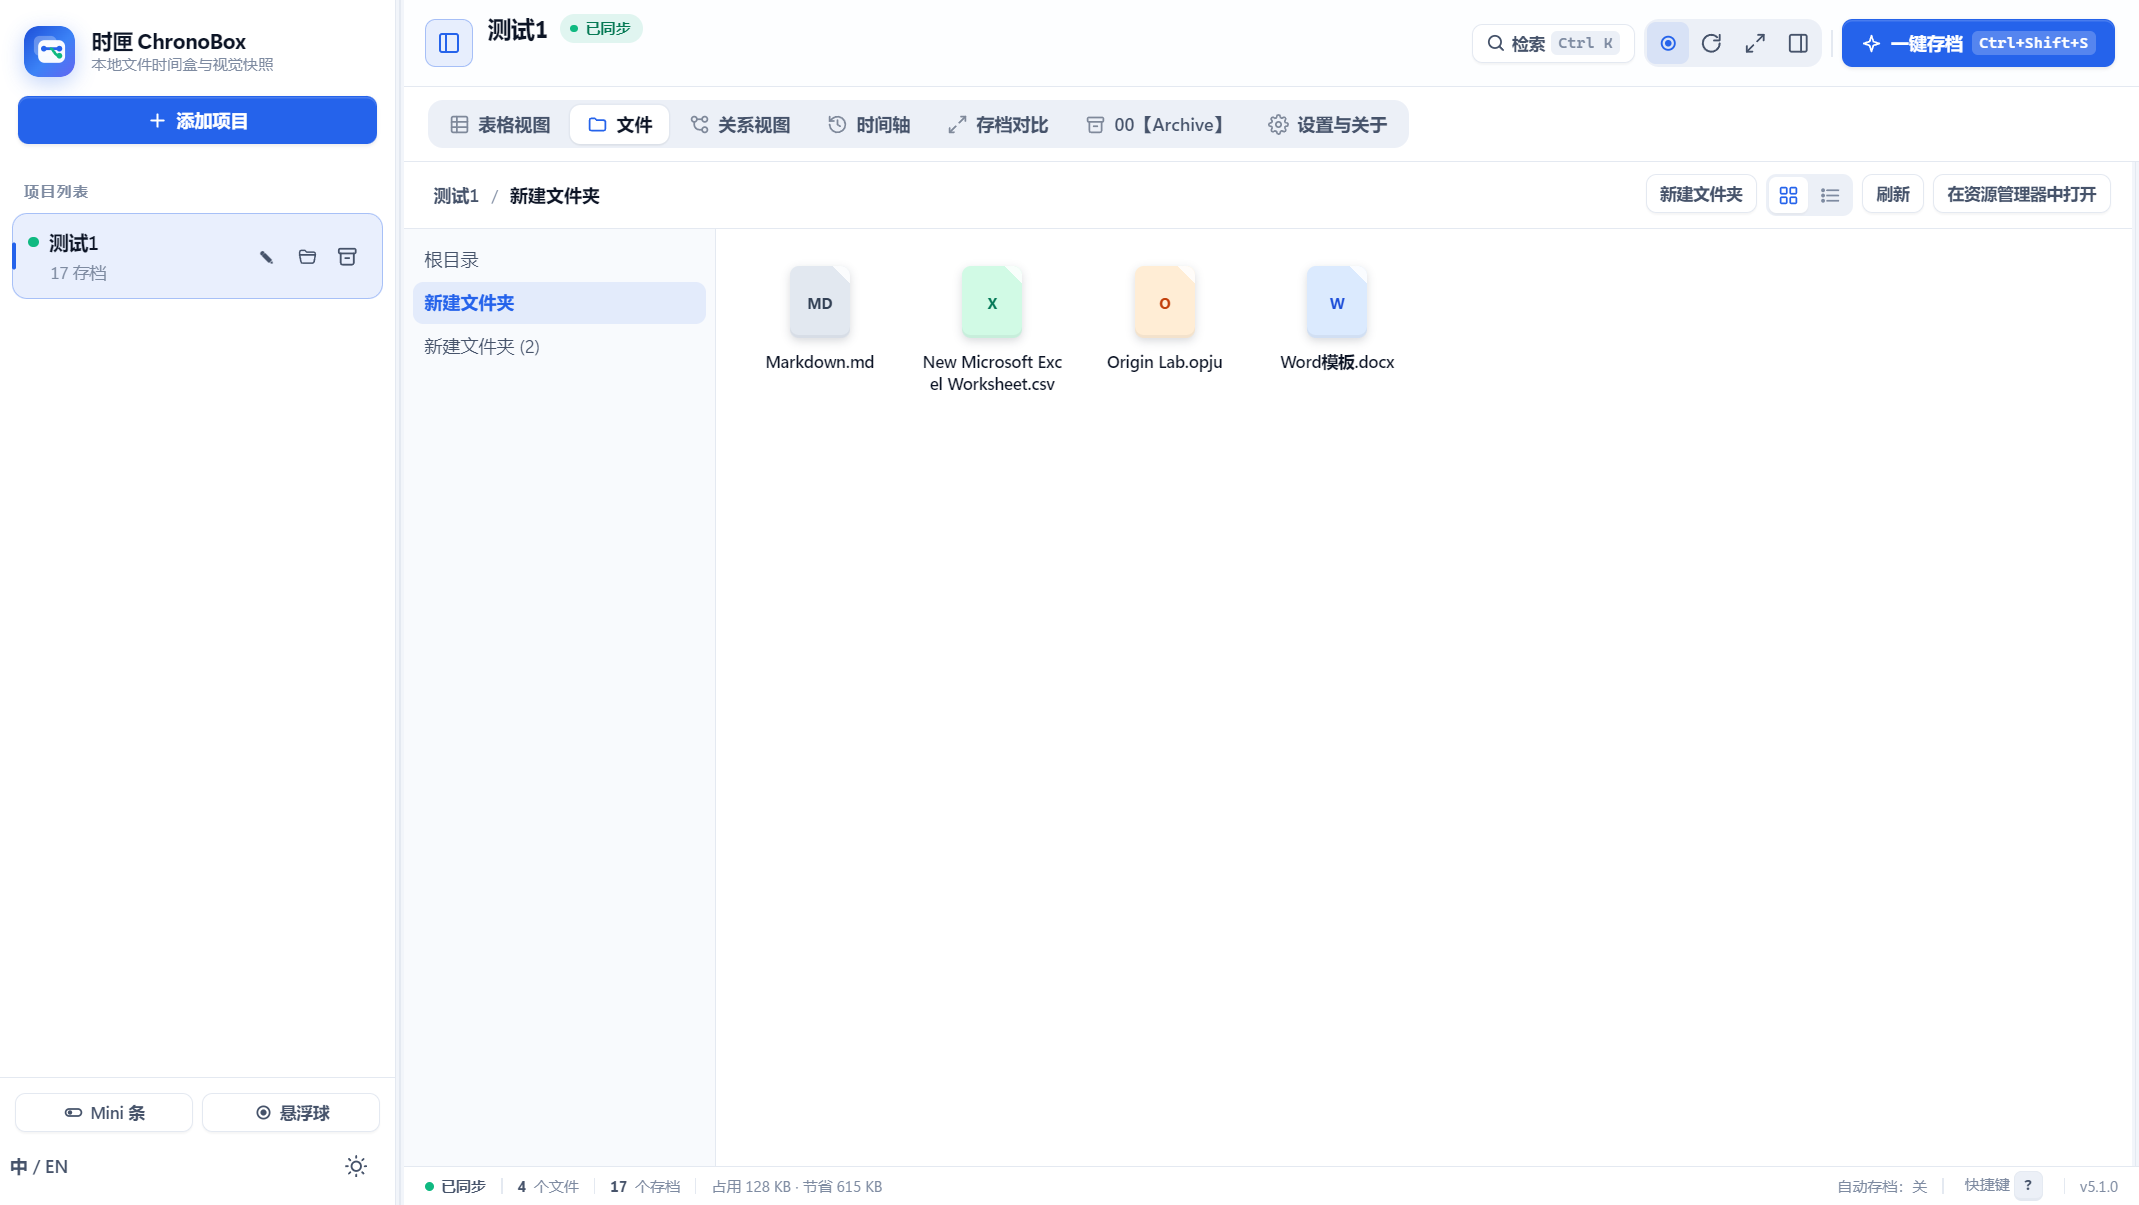 时匣 ChronoBox
本地文件时间盒与视觉快照
添加项目
项目列表
测试1
17 存档
Mini 条
悬浮球
中 / EN
测试1
已同步
检索 Ctrl K
一键存档 Ctrl+Shift+S
表格视图
文件
关系视图
时间轴
存档对比
00【Archive】
设置与关于
测试1 / 新建文件夹
新建文件夹
刷新
在资源管理器中打开
根目录
新建文件夹
新建文件夹 (2)
MD
Markdown.md
X
New Microsoft Exc
el Worksheet.csv
O
Origin Lab.opju
W
Word模板.docx
已同步
4 个文件
17 个存档
占用 128 KB · 节省 615 KB
自动存档：关
快捷键 ?
v5.1.0